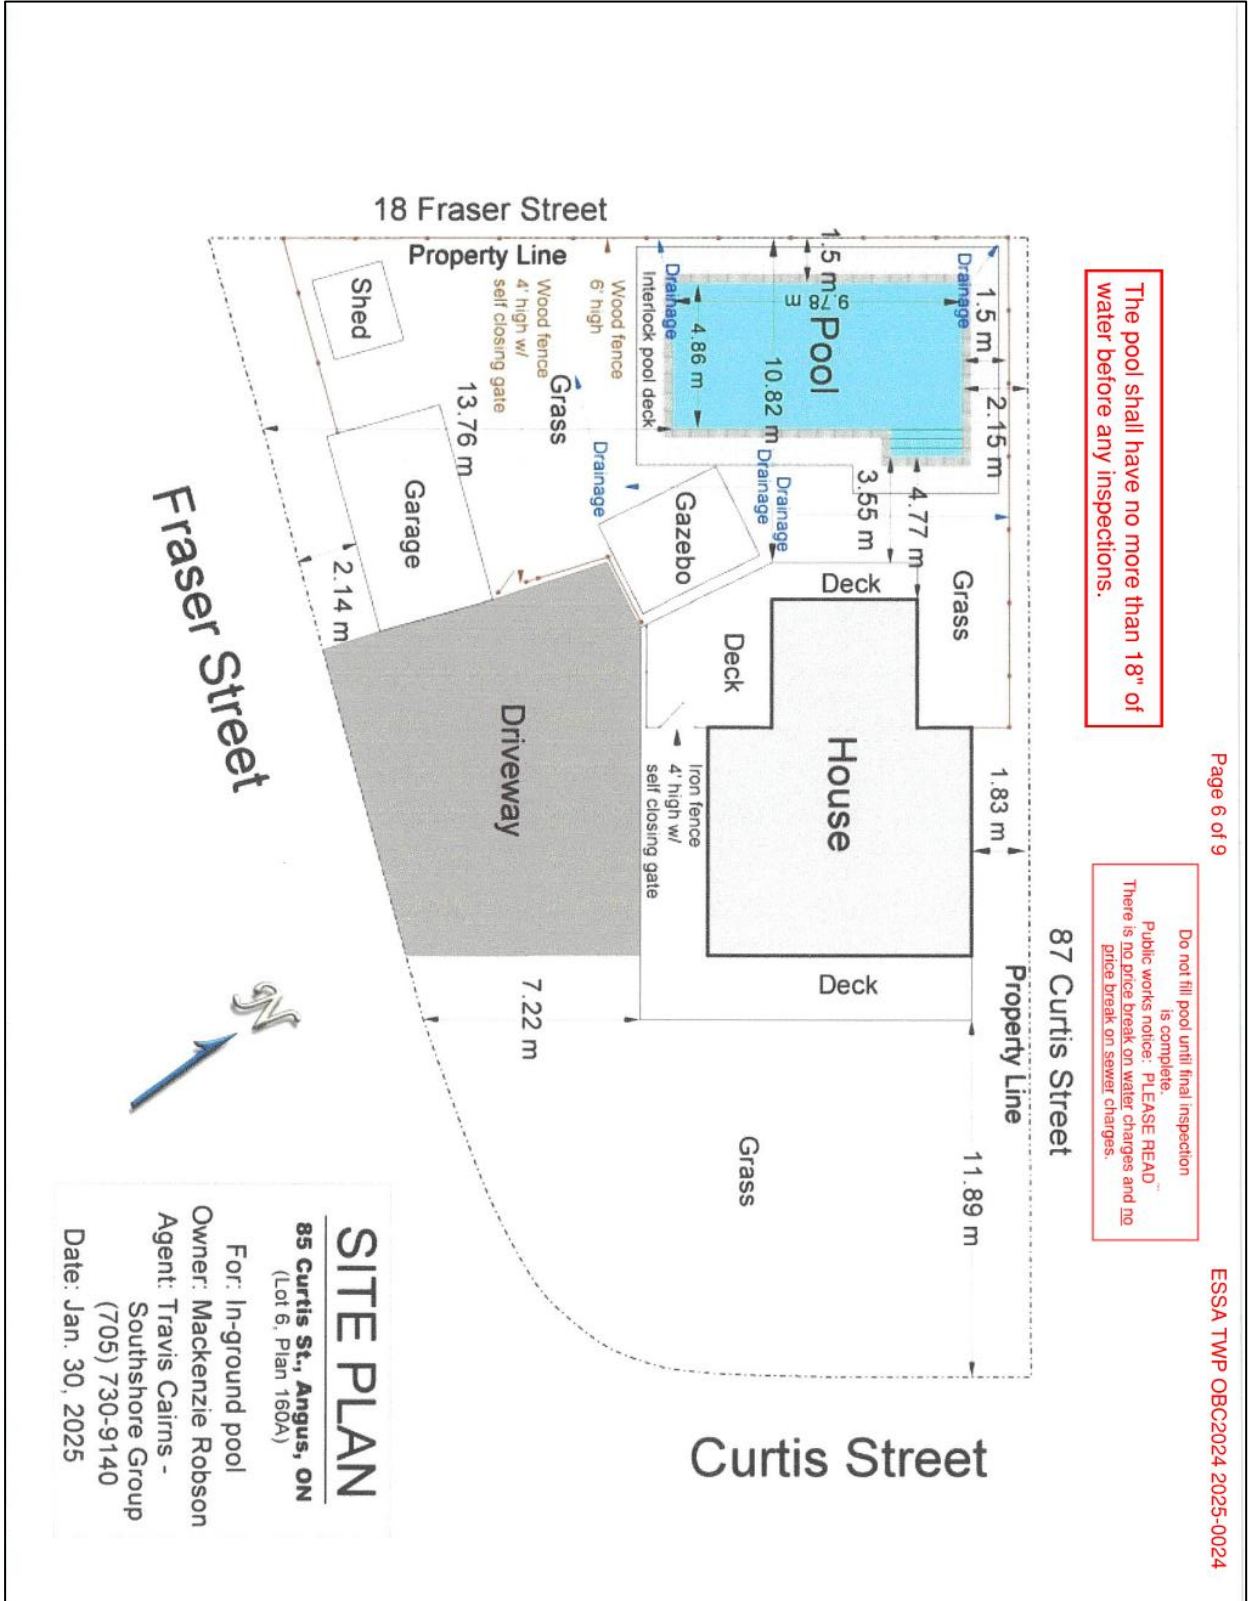 Page 6 of 9
ESSA TWP OBC2024 2025-0024
The pool shall have no more than 18" of
water before any inspections.
Do not fill pool until final inspection
is complete.
Public works notice: PLEASE READ
There is no price break on water charges and no
price break on sewer charges.
87 Curtis Street
Property Line
18 Fraser Street
Property Line
Curtis Street
Fraser Street
Drainage
1.5 m
2.15 m
1.5 m
9.78 m
Pool
4.86 m
10.82 m
Drainage
Interlock pool deck
3.55 m
4.77 m
Drainage
Drainage
Drainage
Wood fence
6' high
Wood fence
4' high w/
self closing gate
Grass
13.76 m
Shed
Garage
2.14 m
Gazebo
Deck
Grass
Deck
House
1.83 m
Iron fence
4' high w/
self closing gate
Driveway
Deck
7.22 m
11.89 m
Grass
N
SITE PLAN
85 Curtis St., Angus, ON
(Lot 6, Plan 160A)
For: In-ground pool
Owner: Mackenzie Robson
Agent: Travis Cairns -
Southshore Group
(705) 730-9140
Date: Jan. 30, 2025